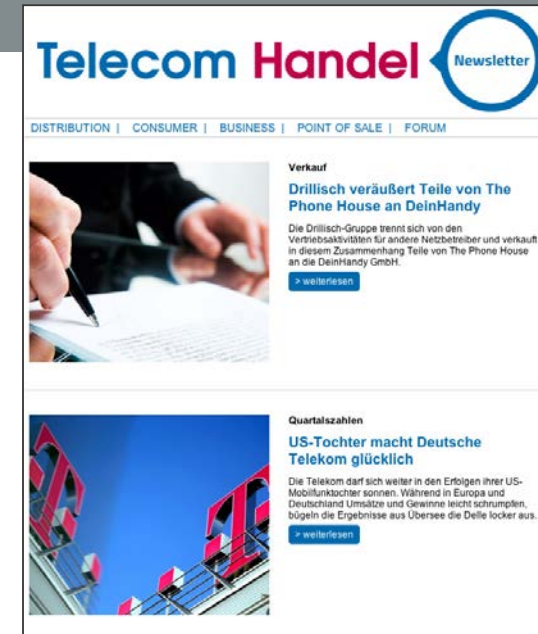 Telecom Handel
Newsletter
DISTRIBUTION | CONSUMER | BUSINESS | POINT OF SALE | FORUM
Verkauf
Drillisch veräußert Teile von The
Phone House an DeinHandy
Die Drillisch-Gruppe trennt sich von den
Vertriebsaktivitäten für andere Netzbetreiber und verkauft
in diesem Zusammenhang Teile von The Phone House
an die DeinHandy GmbH.
> weiterlesen
Quartalszahlen
US-Tochter macht Deutsche
Telekom glücklich
Die Telekom darf sich weiter in den Erfolgen ihrer US-
Mobilfunktochter sonnen. Während in Europa und
Deutschland Umsätze und Gewinne leicht schrumpfen,
bügeln die Ergebnisse aus Übersee die Delle locker aus.
> weiterlesen